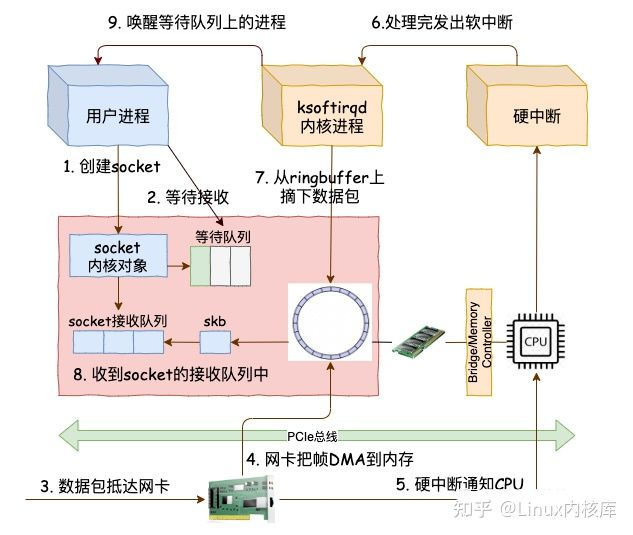 9. 唤醒等待队列上的进程
6.处理完发出软中断
用户进程
ksoftirqd
内核进程
硬中断
1. 创建socket
2. 等待接收
7. 从ringbuffer上
摘下数据包
等待队列
socket
内核对象
socket接收队列
skb
8. 收到socket的接收队列中
Bridge/Memory
Controller
CPU
PCIe总线
4. 网卡把帧DMA到内存
3. 数据包抵达网卡
5. 硬中断通知CPU
知乎 @Linux内核库